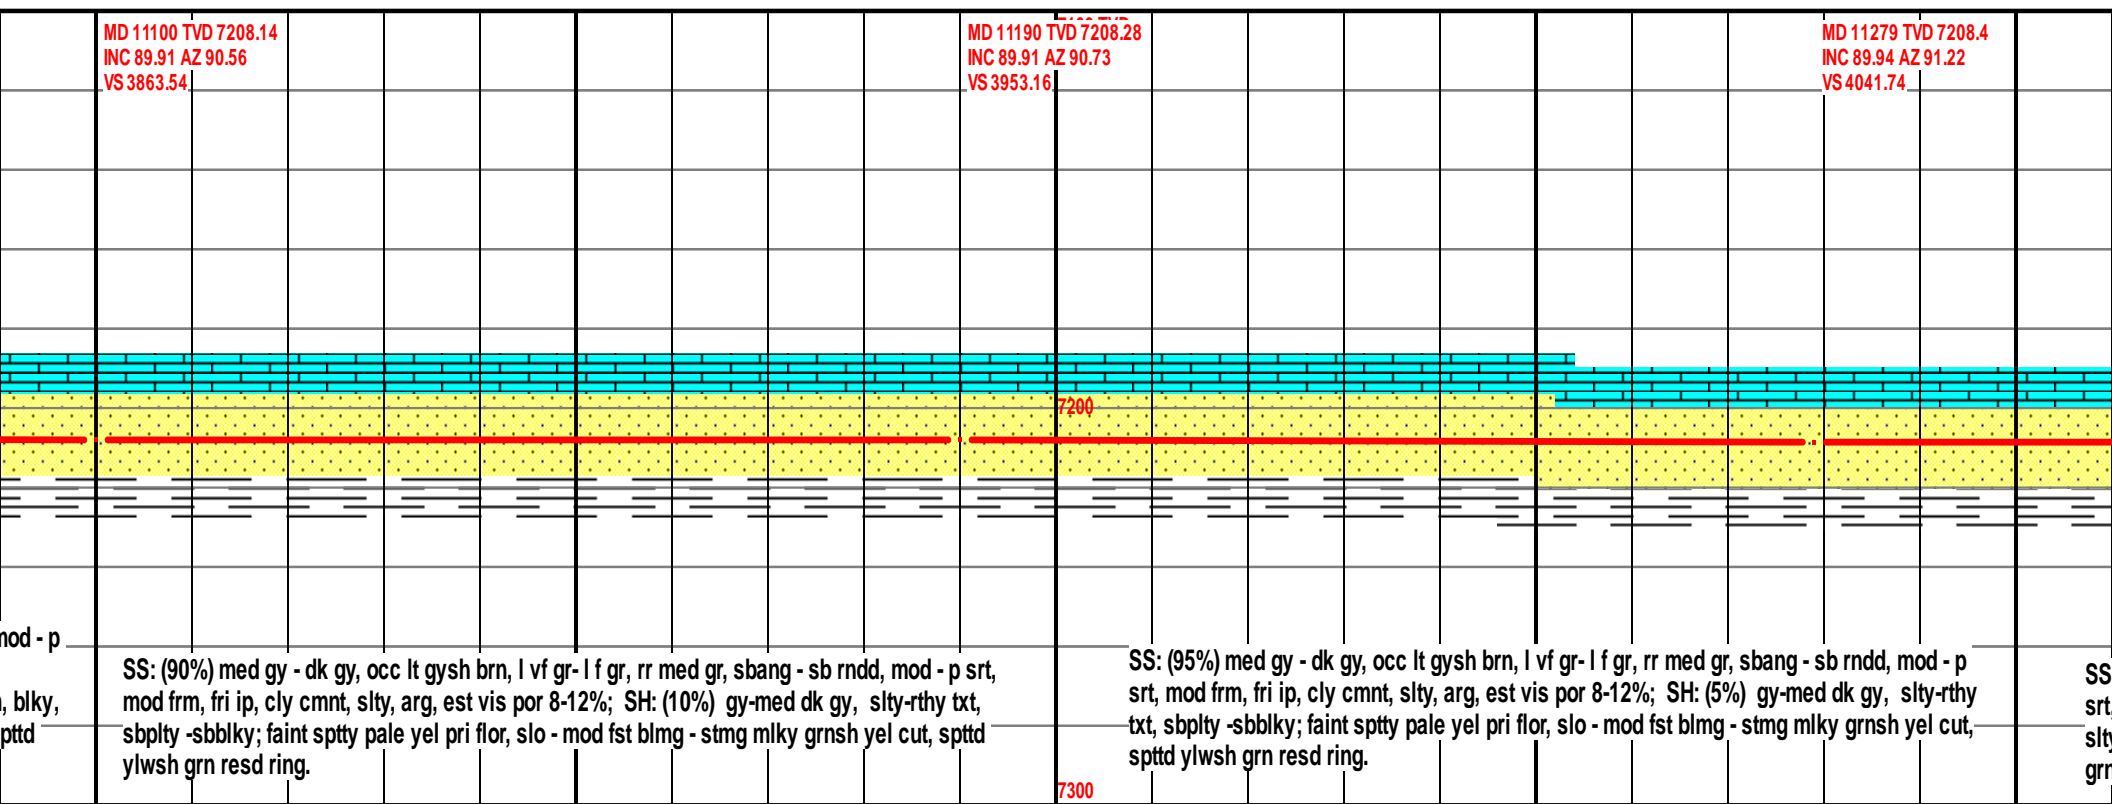 MD 11100 TVD 7208.14
INC 89.91 AZ 90.56
VS 3863.54
MD 11190 TVD 7208.28
INC 89.91 AZ 90.73
VS 3953.16
MD 11279 TVD 7208.4
INC 89.94 AZ 91.22
VS 4041.74
7200
mod - p
, blky,
pttd
SS: (90%) med gy - dk gy, occ lt gysh brn, l vf gr- l f gr, rr med gr, sbang - sb rndd, mod - p srt,
mod frm, fri ip, cly cmnt, slty, arg, est vis por 8-12%; SH: (10%) gy-med dk gy, slty-rthy txt,
sbplty -sbblky; faint sptty pale yel pri flor, slo - mod fst blmg - stmg mlky grnsh yel cut, spttd
ylwsh grn resd ring.
SS: (95%) med gy - dk gy, occ lt gysh brn, l vf gr- l f gr, rr med gr, sbang - sb rndd, mod - p
srt, mod frm, fri ip, cly cmnt, slty, arg, est vis por 8-12%; SH: (5%) gy-med dk gy, slty-rthy
txt, sbplty -sbblky; faint sptty pale yel pri flor, slo - mod fst blmg - stmg mlky grnsh yel cut,
spttd ylwsh grn resd ring.
SS
srt,
slty
grn
7300